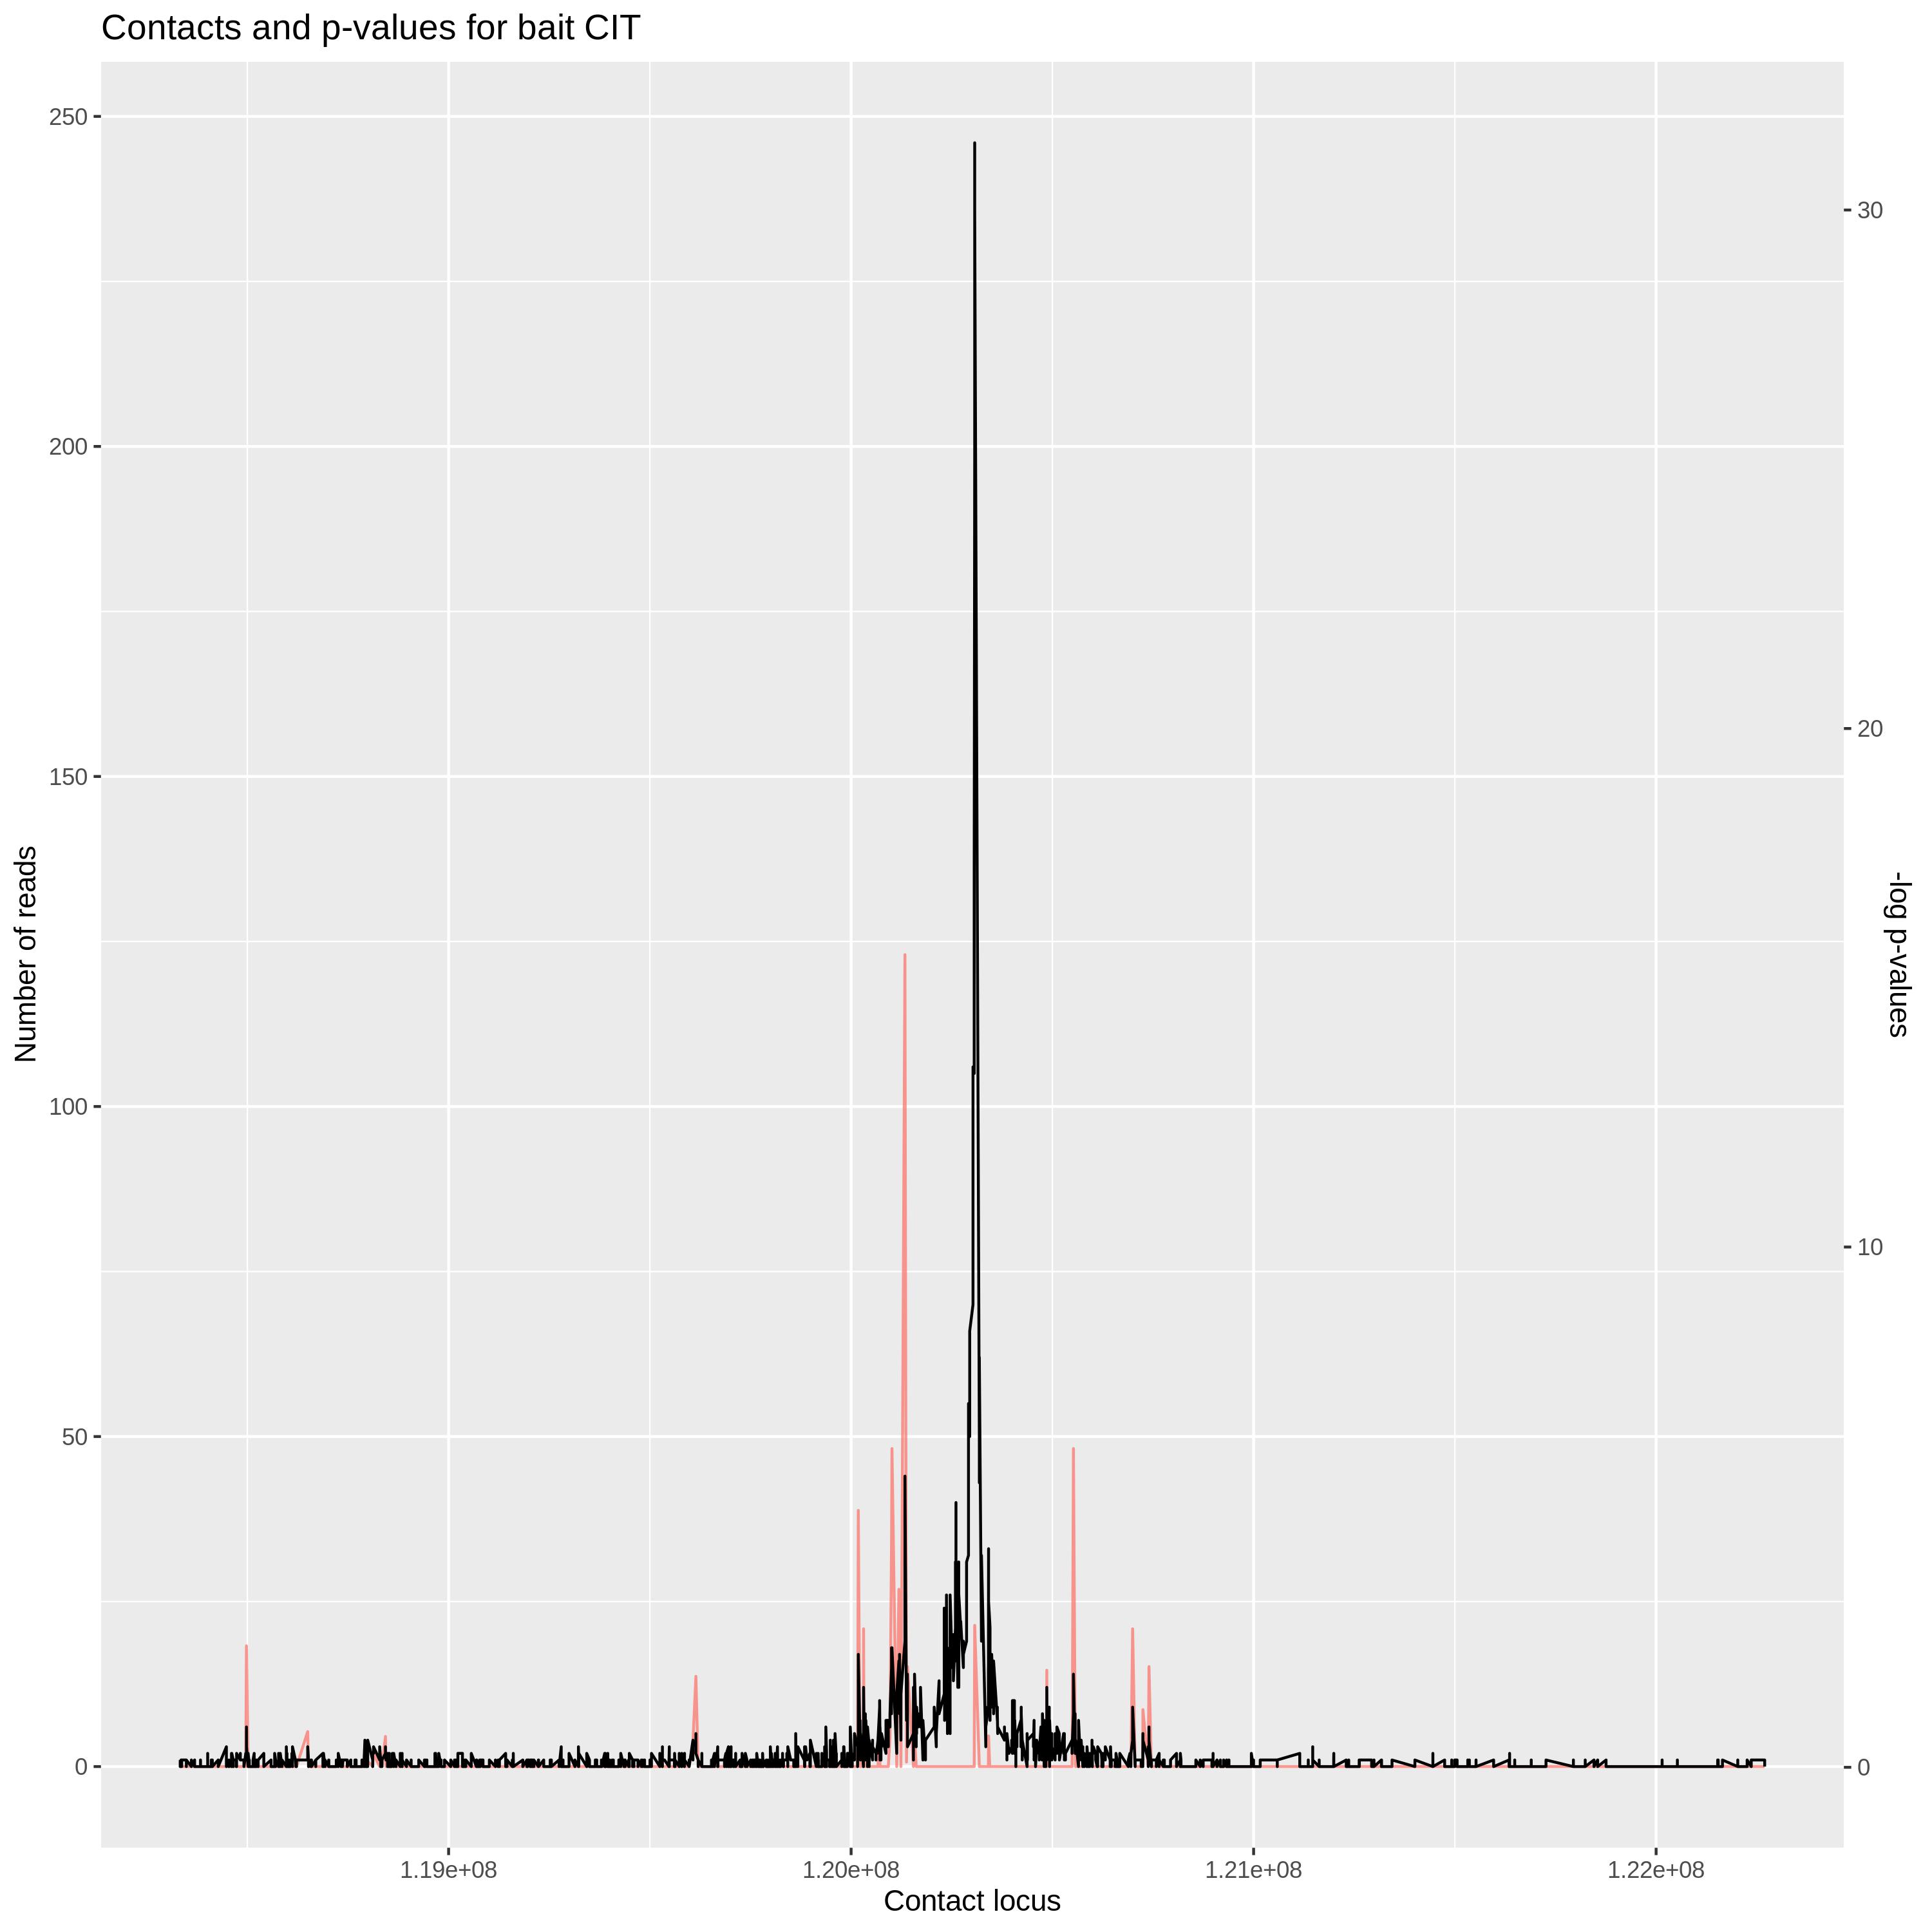 Contacts and p-values for bait CIT
250
200
150
100
50
0
30
20
10
0
Number of reads
-log p-values
1.19e+08
1.20e+08
1.21e+08
1.22e+08
Contact locus